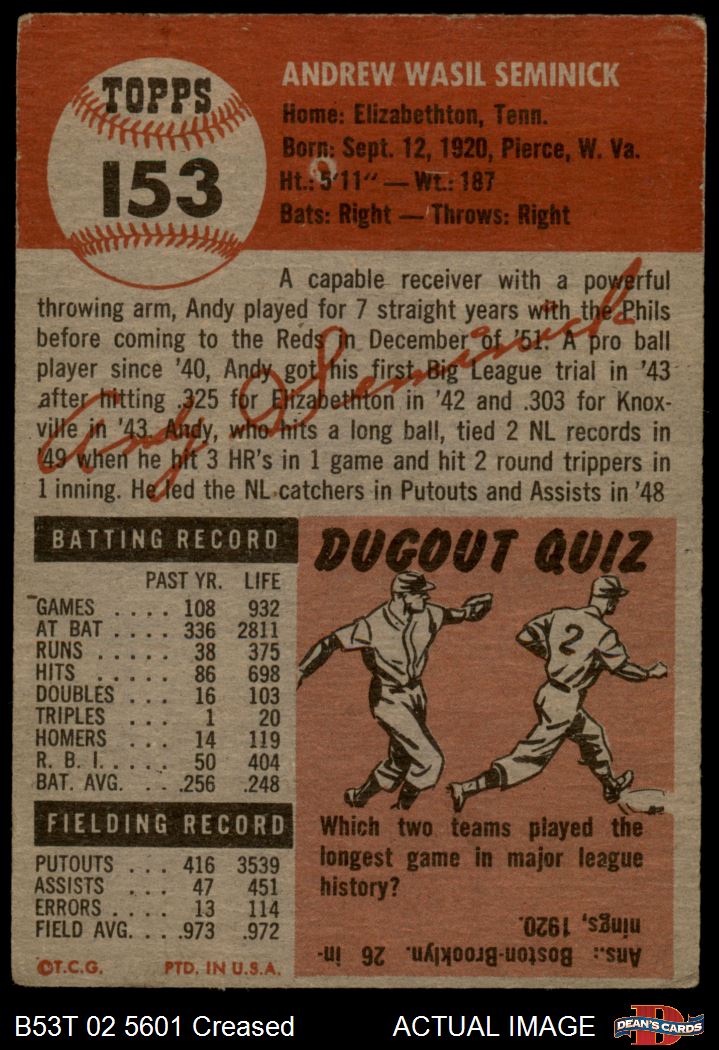 TOPPS
153
ANDREW WASIL SEMINICK
Home: Elizabethton, Tenn.
Born: Sept. 12, 1920, Pierce, W. Va.
Ht.: 5'11" — Wt.: 187
Bats: Right — Throws: Right
A capable receiver with a powerful
throwing arm, Andy played for 7 straight years with the Phils
before coming to the Reds in December of '51. A pro ball
player since '40, Andy got his first Big League trial in '43
after hitting .325 for Elizabethton in '42 and .303 for Knox-
ville in '43. Andy, who hits a long ball, tied 2 NL records in
'49 when he hit 3 HR's in 1 game and hit 2 round trippers in
1 inning. He led the NL catchers in Putouts and Assists in '48
Andy Seminick
BATTING RECORD
PAST YR. LIFE
GAMES .... 108 932
AT BAT .... 336 2811
RUNS ..... 38 375
HITS ..... 86 698
DOUBLES .. 16 103
TRIPLES ... 1 20
HOMERS ... 14 119
R. B. I..... 50 404
BAT. AVG. ... .256 .248
FIELDING RECORD
PUTOUTS ... 416 3539
ASSISTS ... 47 451
ERRORS .... 13 114
FIELD AVG. ... .973 .972
©T.C.G. PTD. IN U.S.A.
DUGOUT QUIZ
2
Which two teams played the
longest game in major league
history?
Ans.: Boston-Brooklyn. 26 in-
nings, 1920.
B53T 02 5601 Creased ACTUAL IMAGE
D
DEAN'S CARDS